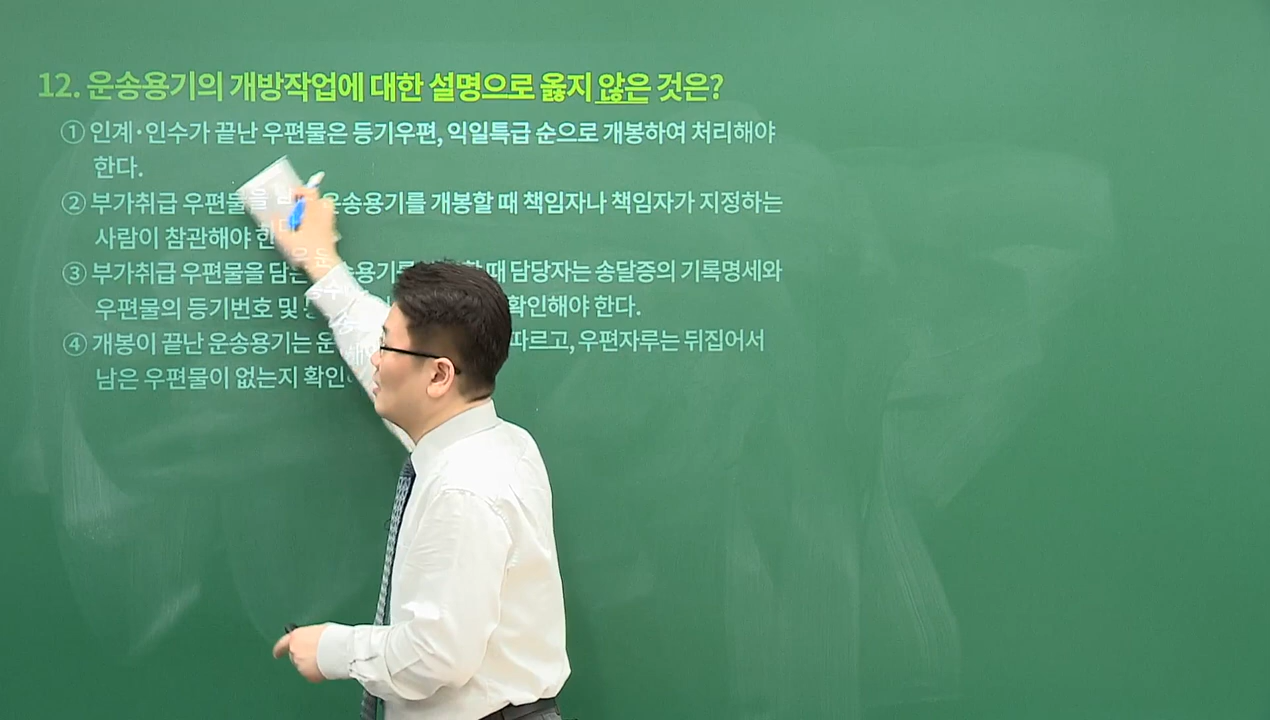 12. 운송용기의 개방작업에 대한 설명으로 옳지 않은 것은?
① 인계·인수가 끝난 우편물은 등기우편, 익일특급 순으로 개봉하여 처리해야
한다.
② 부가취급 우편물을 운송용기를 개봉할 때 책임자나 책임자가 지정하는
사람이 참관해야
③ 부가취급 우편물을 담은 때 담당자는 송달증의 기록명세와
우편물의 등기번호 및 확인해야 한다.
④ 개봉이 끝난 운송용기는 따르고, 우편자루는 뒤집어서
남은 우편물이 없는지